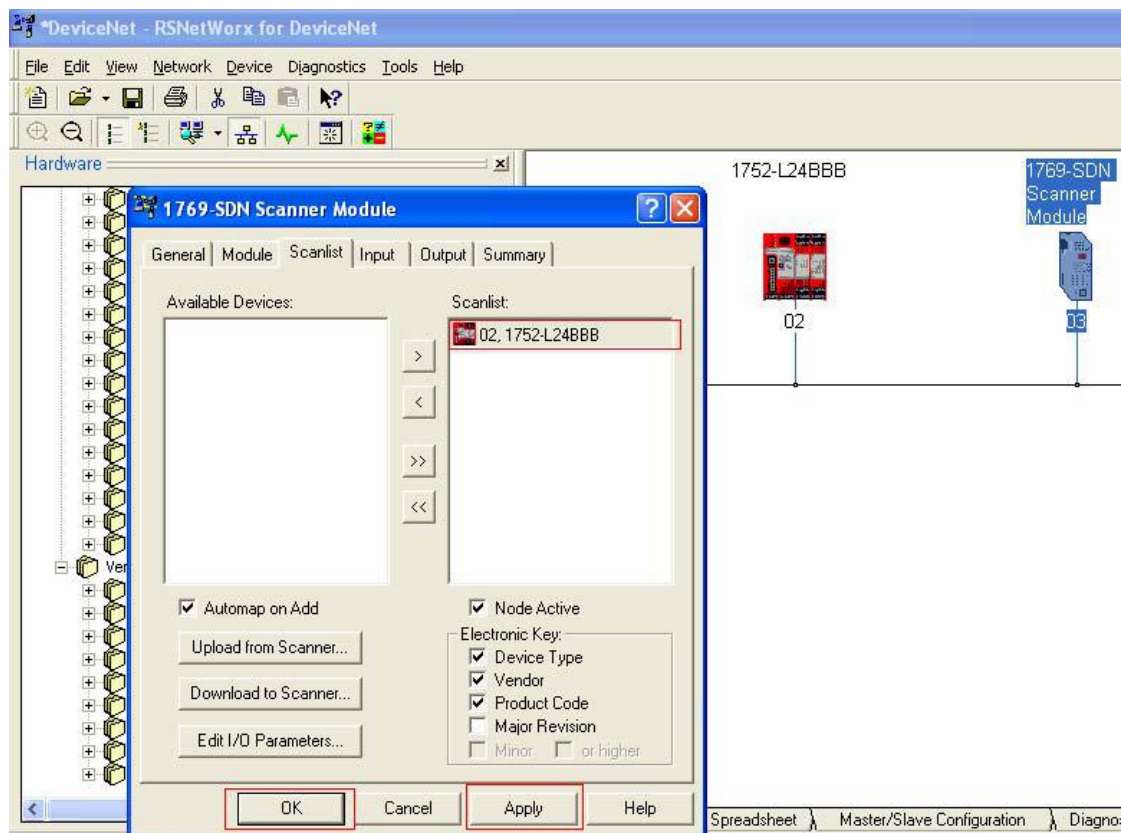 *DeviceNet - RSNetWorx for DeviceNet
File Edit View Network Device Diagnostics Tools Help
Hardware
1752-L24BBB
1769-SDN
Scanner
Module
02
03
1769-SDN Scanner Module
General Module Scanlist Input Output Summary
Available Devices:
Scanlist:
02, 1752-L24BBB
>
<
>>
<<
Automap on Add
Node Active
Upload from Scanner...
Download to Scanner...
Edit I/O Parameters...
Electronic Key:
Device Type
Vendor
Product Code
Major Revision
Minor or higher
OK Cancel Apply Help
Ver
Spreadsheet Master/Slave Configuration Diagno